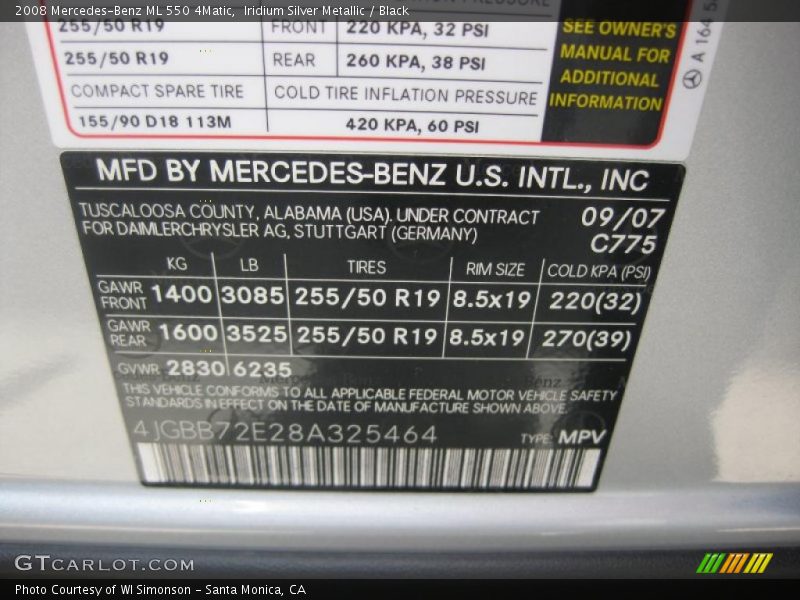 2008 Mercedes-Benz ML 550 4Matic,  Iridium Silver Metallic / Black
255/50 R19 FRONT 220 KPA, 32 PSI
255/50 R19 REAR 260 KPA, 38 PSI
COMPACT SPARE TIRE COLD TIRE INFLATION PRESSURE
155/90 D18 113M 420 KPA, 60 PSI
SEE OWNER'S
MANUAL FOR
ADDITIONAL
INFORMATION
A 164 5
MFD BY MERCEDES-BENZ U.S. INTL., INC
TUSCALOOSA COUNTY, ALABAMA (USA). UNDER CONTRACT 09/07
FOR DAIMLERCHRYSLER AG, STUTTGART (GERMANY) C775
KG LB TIRES RIM SIZE COLD KPA (PSI)
GAWR FRONT 1400 3085 255/50 R19 8.5x19 220(32)
GAWR REAR 1600 3525 255/50 R19 8.5x19 270(39)
GVWR 2830 6235
THIS VEHICLE CONFORMS TO ALL APPLICABLE FEDERAL MOTOR VEHICLE SAFETY
STANDARDS IN EFFECT ON THE DATE OF MANUFACTURE SHOWN ABOVE.
4JGBB72E28A325464 TYPE: MPV
GTCARLOT.COM
Photo Courtesy of WI Simonson - Santa Monica, CA